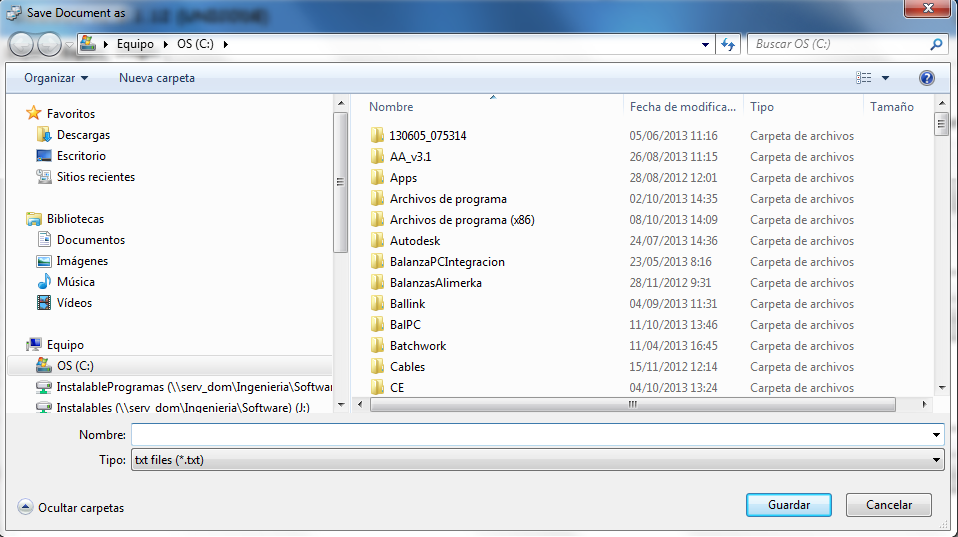 Save Document as
Equipo OS (C:)
Buscar OS (C:)
Organizar Nueva carpeta
Favoritos
Descargas
Escritorio
Sitios recientes
Bibliotecas
Documentos
Imágenes
Música
Vídeos
Equipo
OS (C:)
InstalableProgramas (\\serv_dom\Ingenieria\Softwar
Instalables (\\serv_dom\Ingenieria\Software) (J:)
Nombre Fecha de modifica... Tipo Tamaño
130605_075314 05/06/2013 11:16 Carpeta de archivos
AA_v3.1 26/08/2013 11:15 Carpeta de archivos
Apps 28/08/2012 12:01 Carpeta de archivos
Archivos de programa 02/10/2013 14:35 Carpeta de archivos
Archivos de programa (x86) 08/10/2013 14:09 Carpeta de archivos
Autodesk 24/07/2013 14:36 Carpeta de archivos
BalanzaPCIntegracion 23/05/2013 8:16 Carpeta de archivos
BalanzasAlimerka 28/11/2012 9:31 Carpeta de archivos
Ballink 04/09/2013 11:31 Carpeta de archivos
BalPC 11/10/2013 13:46 Carpeta de archivos
Batchwork 11/04/2013 16:45 Carpeta de archivos
Cables 15/11/2012 12:14 Carpeta de archivos
CE 04/10/2013 13:24 Carpeta de archivos
Nombre:
Tipo: txt files (*.txt)
Ocultar carpetas
Guardar Cancelar